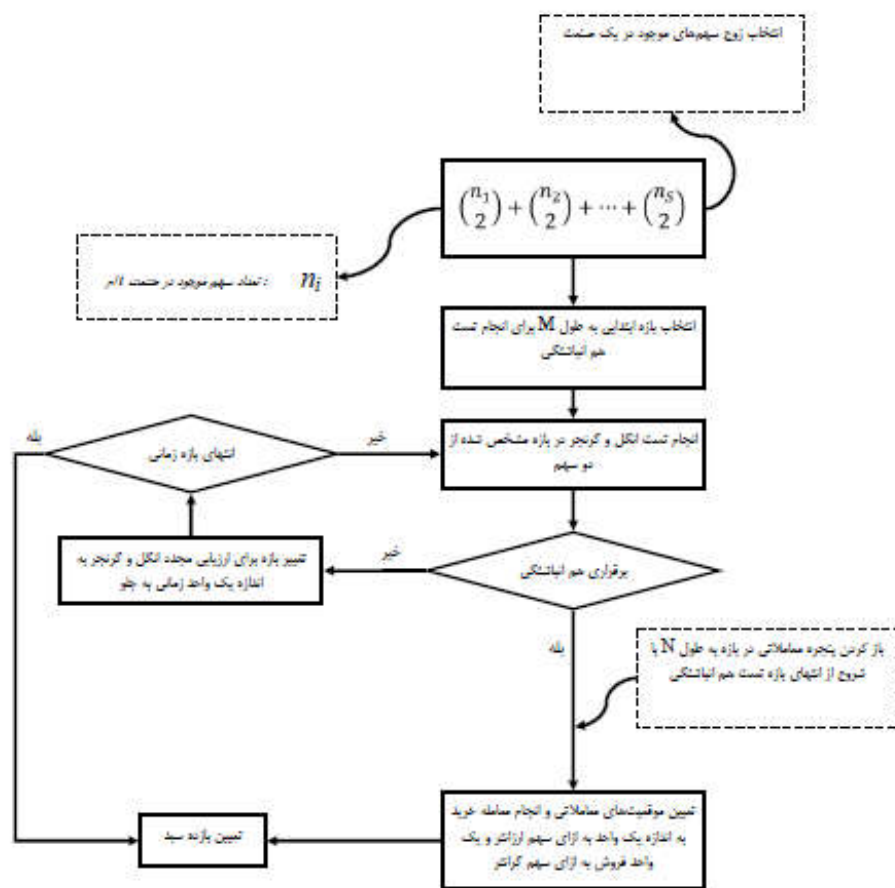 انتخاب زوج سهم‌های موجود در یک صنعت
(n₁ 2) + (n₂ 2) + ⋯ + (n_S 2)
nᵢ : تعداد سهم موجود در صنعت iام
انتخاب بازه ابتدایی به طول M برای انجام تست
هم انباشتگی
انجام تست انگل و گرنجر در بازه مشخص شده از
دو سهم
خیر
انتهای بازه زمانی
بله
برقراری هم انباشتگی
خیر
تغییر بازه برای ارزیابی مجدد انگل و گرنجر به
اندازه یک واحد زمانی به جلو
بله
باز کردن پنجره معاملاتی در بازه به طول N با
شروع از انتهای بازه تست هم انباشتگی
تعیین موقعیت‌های معاملاتی و انجام معامله خرید
به اندازه یک واحد به ازای سهم ارزانتر و یک
واحد فروش به ازای سهم گرانتر
تعیین بازده سبد